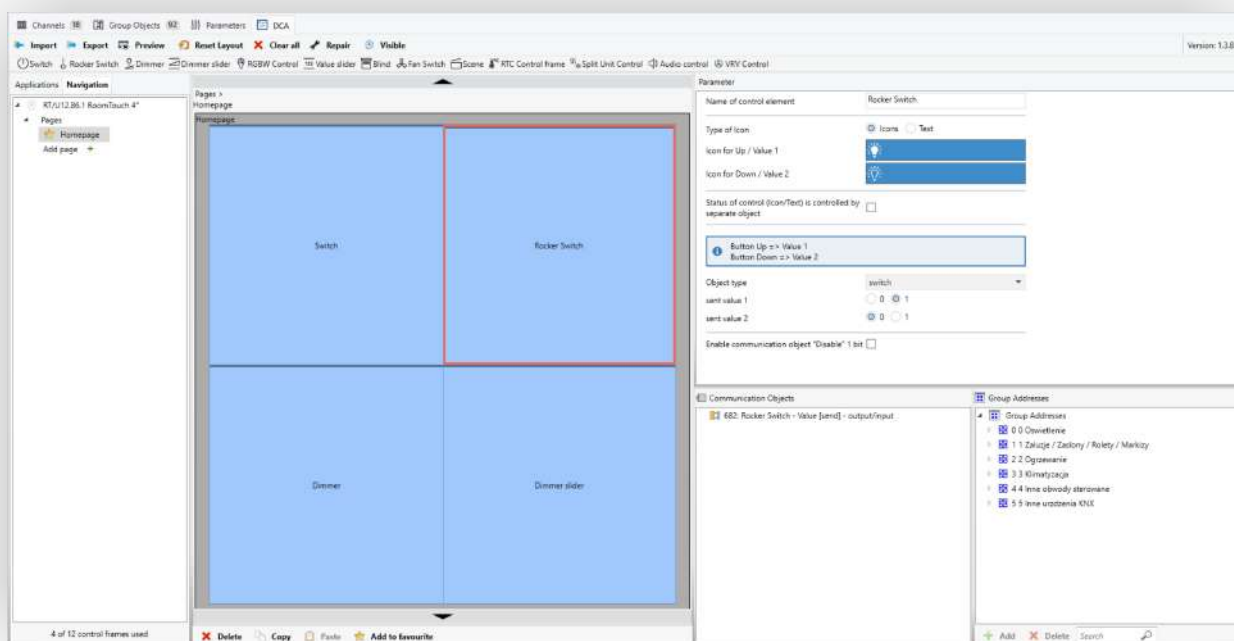 Channels 18 Group Objects 92 Parameters DCA
Import Export Preview Reset Layout Clear all Repair Visible
Version: 1.3.8
Switch Rocker Switch Dimmer Dimmer slider RGBW Control Value slider Blind Fan Switch Scene RTC Control frame Split Unit Control Audio control VRV Control
Applications Navigation
RT/U12.86.1 RoomTouch 4"
Pages
Homepage
Add page +
4 of 12 control frames used
Pages >
Homepage
Homepage
Switch
Rocker Switch
Dimmer
Dimmer slider
Delete Copy Paste Add to favourite
Parameter
Name of control element Rocker Switch
Type of Icon Icons Text
Icon for Up / Value 1
Icon for Down / Value 2
Status of control (Icon/Text) is controlled by
separate object
Button Up => Value 1
Button Down => Value 2
Object type switch
sent value 1 0 1
sent value 2 0 1
Enable communication object "Disable" 1 bit
Communication Objects
682: Rocker Switch - Value [send] - output/input
Group Addresses
Group Addresses
0 0 Oswietlenie
1 1 Zaluzje / Zaslony / Rolety / Markizy
2 2 Ogrzewanie
3 3 Klimatyzacja
4 4 Inne obwody sterowane
5 5 Inne urzdzenia KNX
Add Delete Search